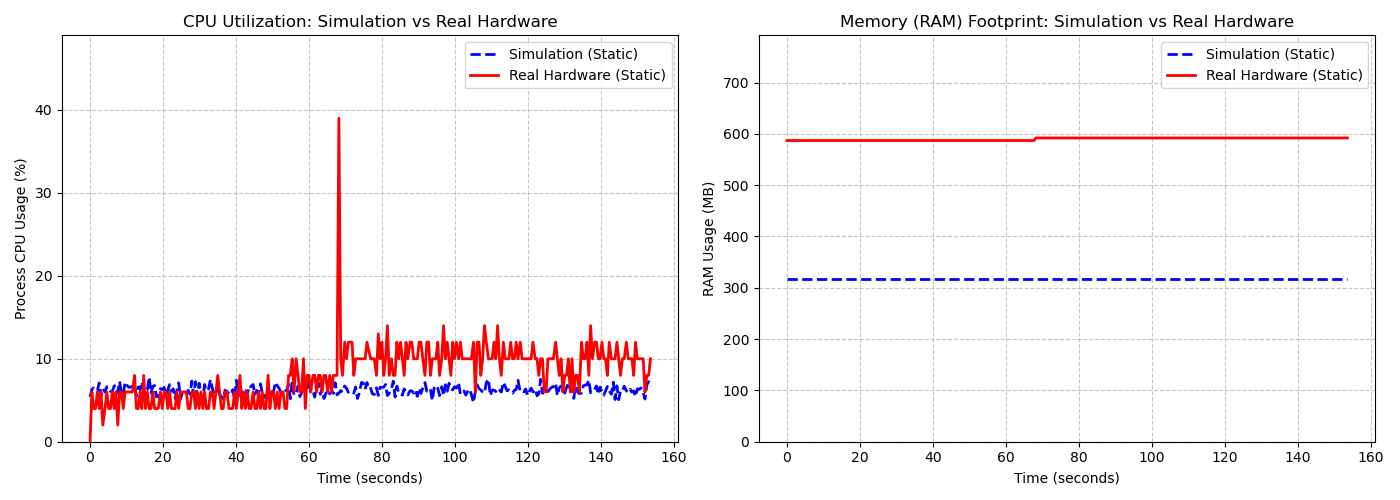 CPU Utilization: Simulation vs Real Hardware
Simulation (Static)
Real Hardware (Static)
Process CPU Usage (%)
40
30
20
10
0
0 20 40 60 80 100 120 140 160
Time (seconds)
Memory (RAM) Footprint: Simulation vs Real Hardware
Simulation (Static)
Real Hardware (Static)
RAM Usage (MB)
700
600
500
400
300
200
100
0
0 20 40 60 80 100 120 140 160
Time (seconds)